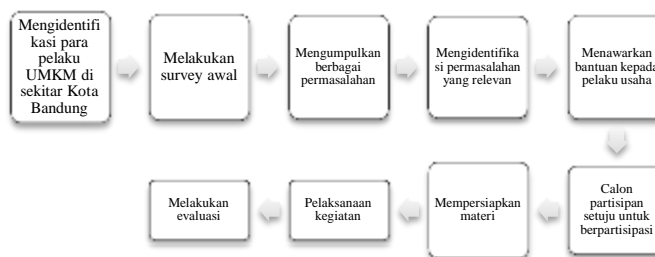 Mengidentifi
kasi para
pelaku
UMKM di
sekitar Kota
Bandung
Melakukan
survey awal
Mengumpulkan
berbagai
permasalahan
Mengidentifika
si permasalahan
yang relevan
Menawarkan
bantuan kepada
pelaku usaha
Calon
partisipan
setuju untuk
berpartisipasi
Mempersiapkan
materi
Pelaksanaan
kegiatan
Melakukan
evaluasi